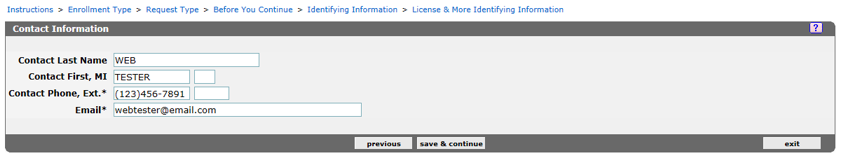 Instructions > Enrollment Type > Request Type > Before You Continue > Identifying Information > License & More Identifying Information
Contact Information ?
Contact Last Name WEB
Contact First, MI TESTER
Contact Phone, Ext.* (123)456-7891
Email* webtester@email.com
previous save & continue exit